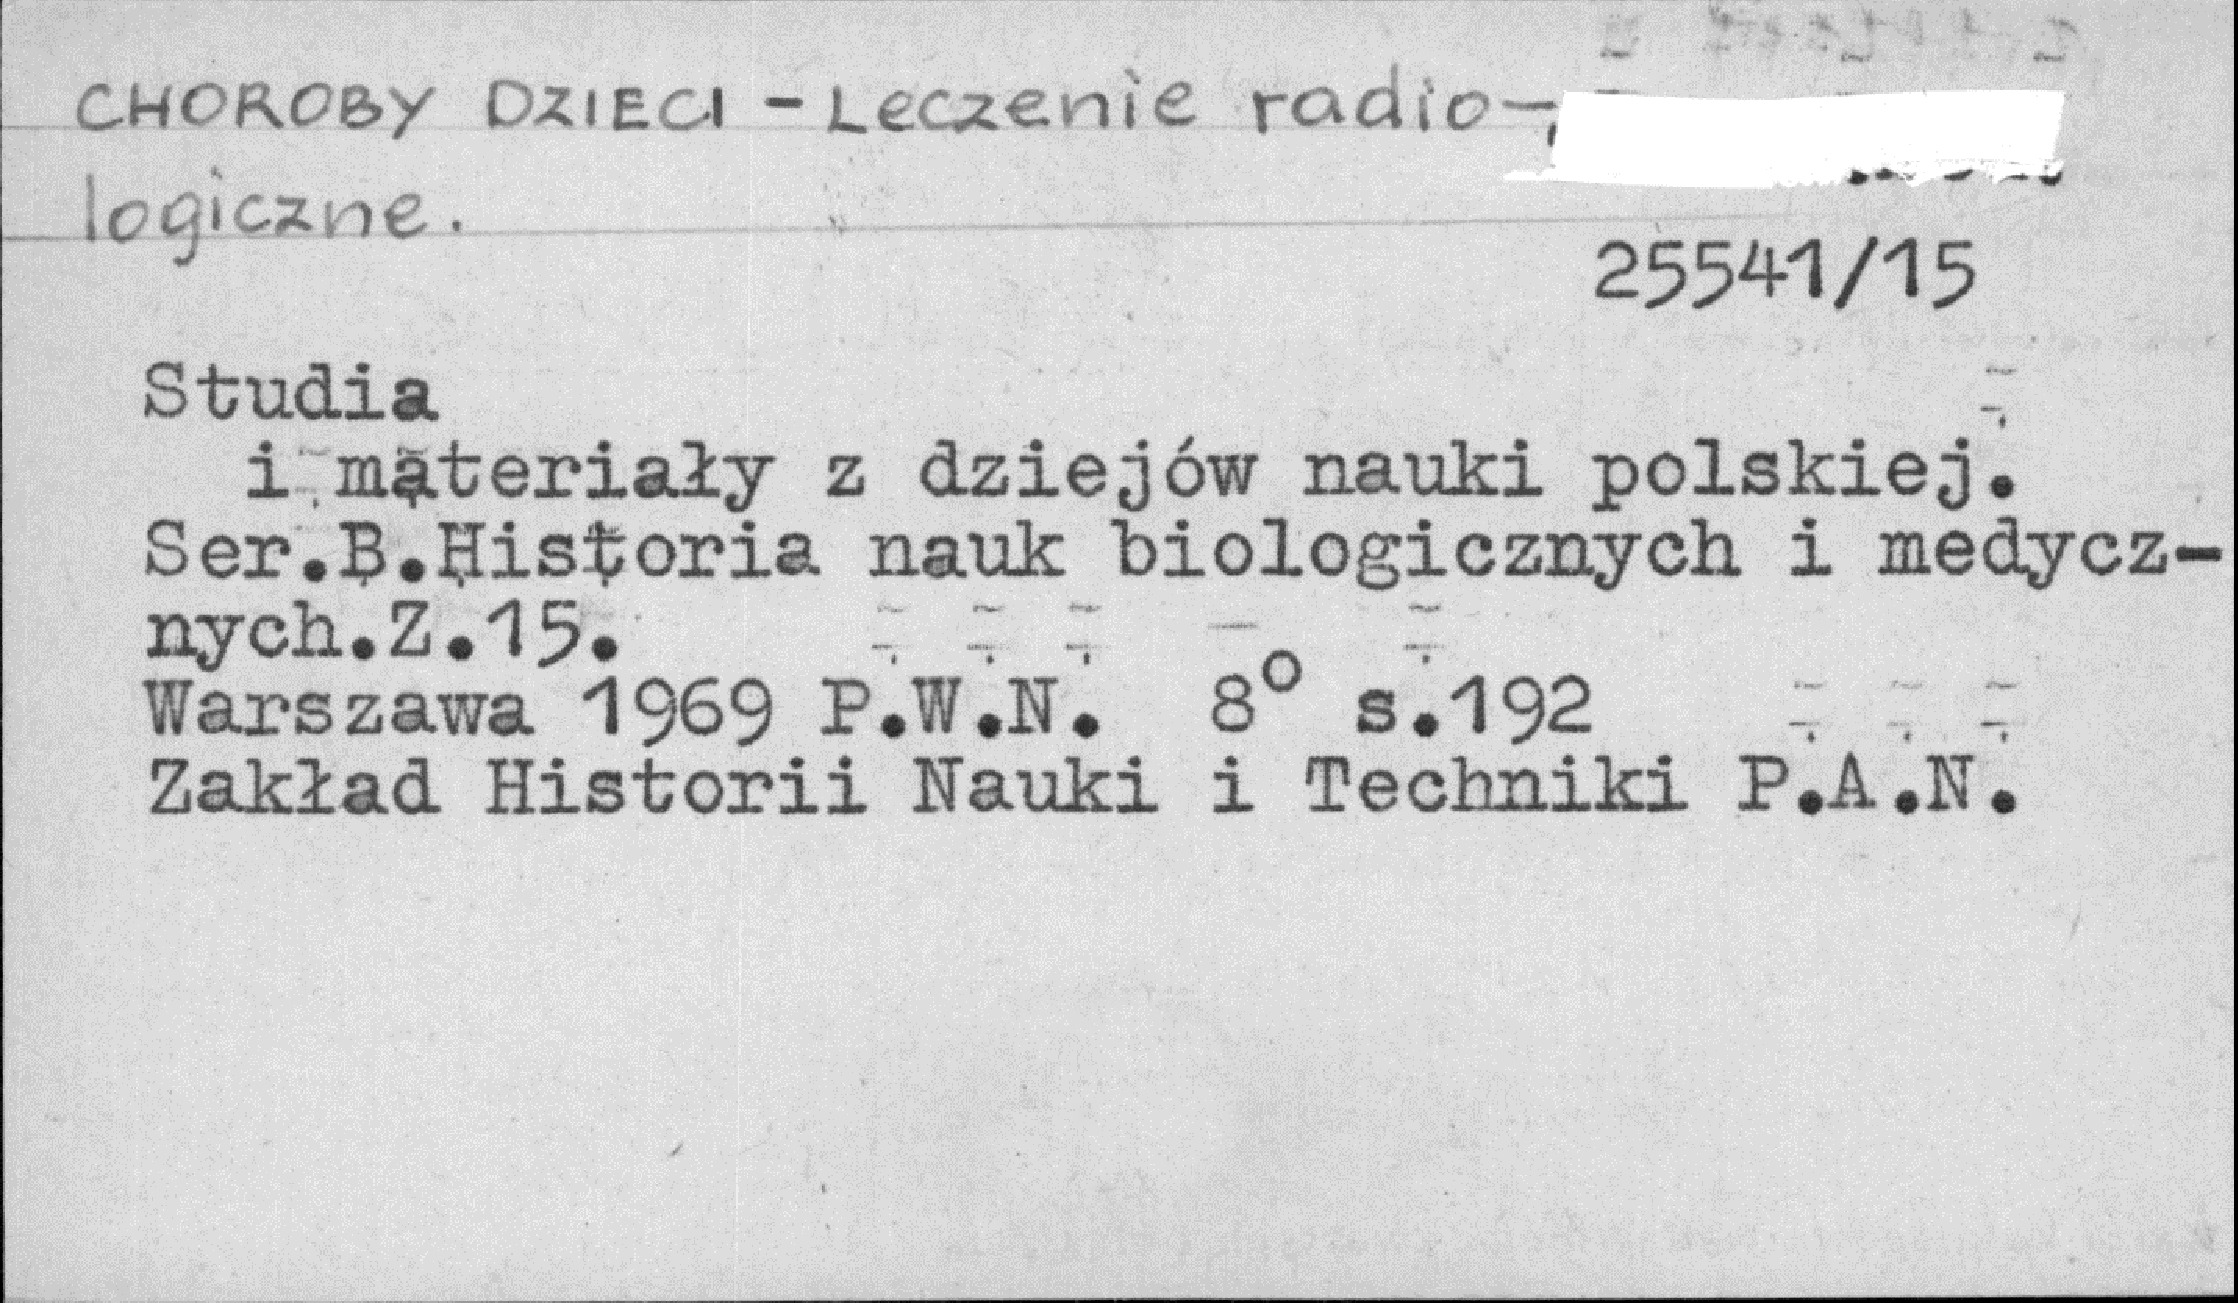 CHOROBY DZIECI - Leczenie radio-
logiczne.
25541/15
Studia
i materiały z dziejów nauki polskiej.
Ser.B.Historia nauk biologicznych i medycz-
nych.Z.15.
Warszawa 1969 P.W.N. 8° s.192
Zakład Historii Nauki i Techniki P.A.N.